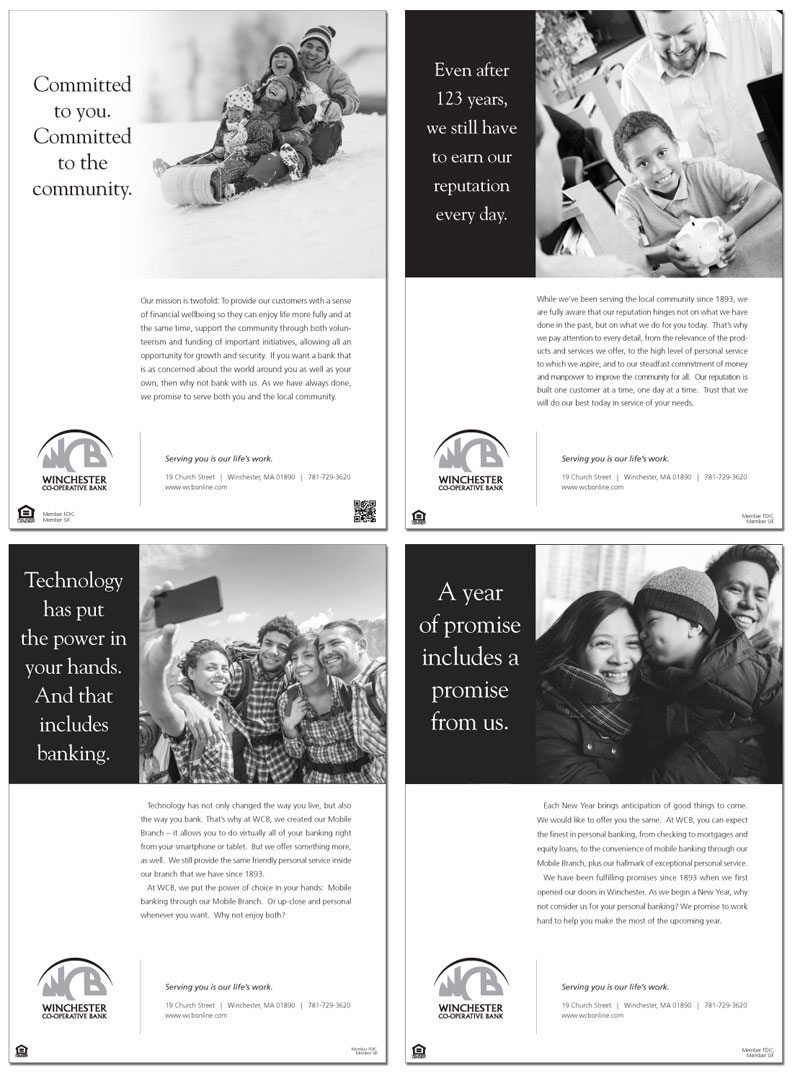 Committed
to you.
Committed
to the
community.
Our mission is twofold: To provide our customers with a sense
of financial wellbeing so they can enjoy life more fully and at
the same time, support the community through both volun-
teerism and funding of important initiatives, allowing all an
opportunity for growth and security. If you want a bank that
is as concerned about the world around you as well as your
own, then why not bank with us. As we have always done,
we promise to serve both you and the local community.
WCB
WINCHESTER
CO-OPERATIVE BANK
Serving you is our life's work.
19 Church Street | Winchester, MA 01890 | 781-729-3620
www.wcbonline.com
Member FDIC.
Member SIF.
Even after
123 years,
we still have
to earn our
reputation
every day.
While we've been serving the local community since 1893, we
are fully aware that our reputation hinges not on what we have
done in the past, but on what we do for you today. That's why
we pay attention to every detail, from the relevance of the prod-
ucts and services we offer, to the high level of personal service
to which we aspire, and to our steadfast commitment of money
and manpower to improve the community for all. Our reputation is
built one customer at a time, one day at a time. Trust that we
will do our best today in service of your needs.
WCB
WINCHESTER
CO-OPERATIVE BANK
Serving you is our life's work.
19 Church Street | Winchester, MA 01890 | 781-729-3620
www.wcbonline.com
Member FDIC.
Member SIF.
Technology
has put
the power in
your hands.
And that
includes
banking.
Technology has not only changed the way you live, but also
the way you bank. That's why at WCB, we created our Mobile
Branch – it allows you to do virtually all of your banking right
from your smartphone or tablet. But we offer something more,
as well. We still provide the same friendly personal service inside
our branch that we have since 1893.
At WCB, we put the power of choice in your hands: Mobile
banking through our Mobile Branch. Or up-close and personal
whenever you want. Why not enjoy both?
WCB
WINCHESTER
CO-OPERATIVE BANK
Serving you is our life's work.
19 Church Street | Winchester, MA 01890 | 781-729-3620
www.wcbonline.com
Member FDIC.
Member SIF.
A year
of promise
includes a
promise
from us.
Each New Year brings anticipation of good things to come.
We would like to offer you the same. At WCB, you can expect
the finest in personal banking, from checking to mortgages and
equity loans, to the convenience of mobile banking through our
Mobile Branch, plus our hallmark of exceptional personal service.
We have been fulfilling promises since 1893 when we first
opened our doors in Winchester. As we begin a New Year, why
not consider us for your personal banking? We promise to work
hard to help you make the most of the upcoming year.
WCB
WINCHESTER
CO-OPERATIVE BANK
Serving you is our life's work.
19 Church Street | Winchester, MA 01890 | 781-729-3620
www.wcbonline.com
Member FDIC.
Member SIF.